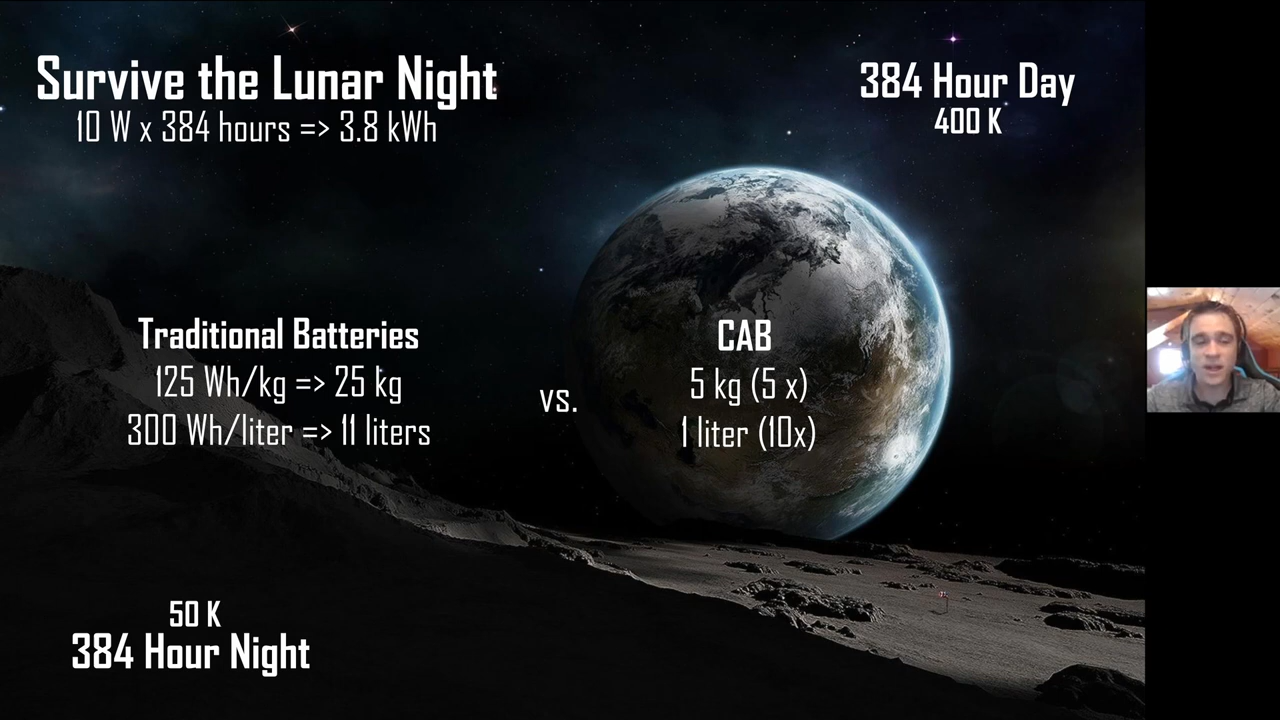 Survive the Lunar Night
10 W x 384 hours => 3.8 kWh
384 Hour Day
400 K
Traditional Batteries
125 Wh/kg => 25 kg
300 Wh/liter => 11 liters
vs.
CAB
5 kg (5 x)
1 liter (10x)
50 K
384 Hour Night